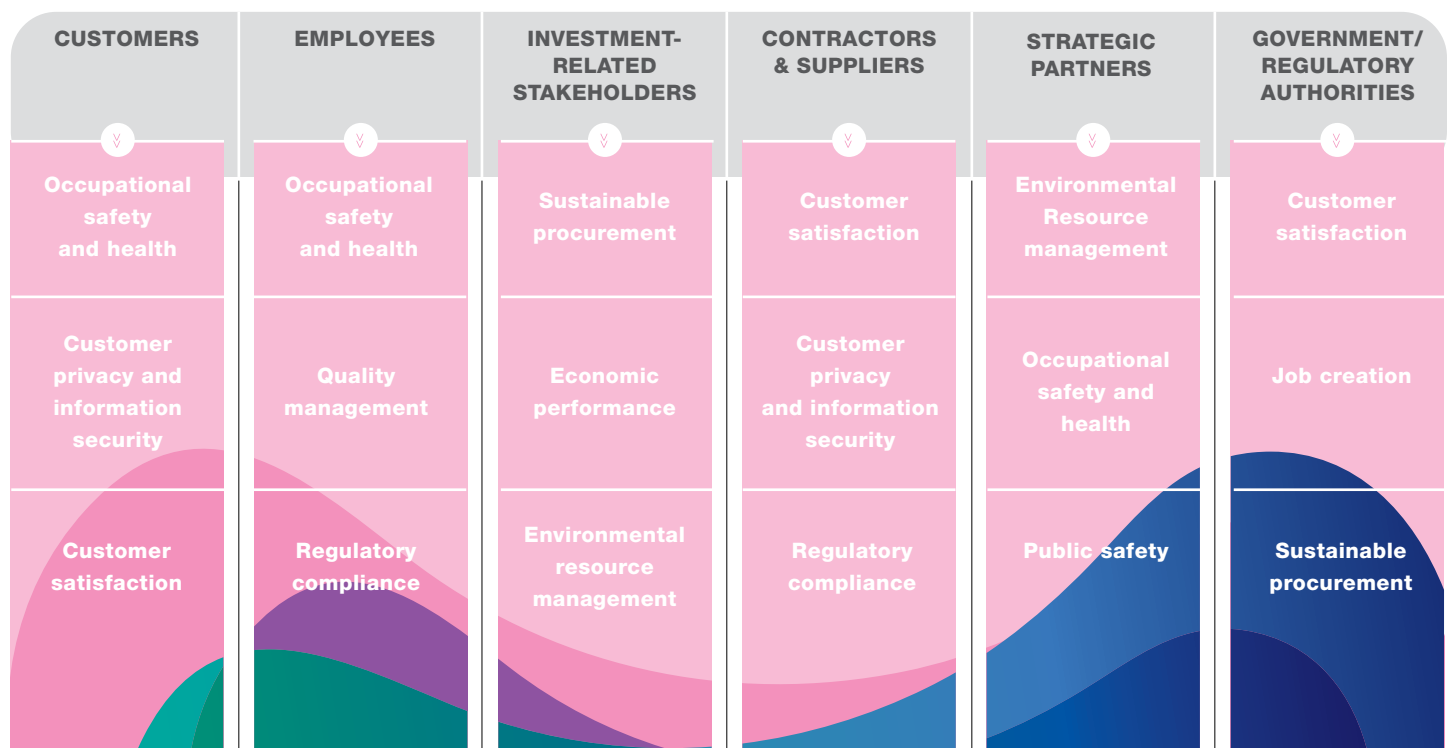 CUSTOMERS
EMPLOYEES
INVESTMENT-
RELATED
STAKEHOLDERS
CONTRACTORS
& SUPPLIERS
STRATEGIC
PARTNERS
GOVERNMENT/
REGULATORY
AUTHORITIES
Occupational
safety
and health
Occupational
safety
and health
Sustainable
procurement
Customer
satisfaction
Environmental
Resource
management
Customer
satisfaction
Customer
privacy and
information
security
Quality
management
Economic
performance
Customer
privacy
and information
security
Occupational
safety and
health
Job creation
Customer
satisfaction
Regulatory
compliance
Environmental
resource
management
Regulatory
compliance
Public safety
Sustainable
procurement